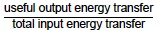 useful output energy transfer
total input energy transfer